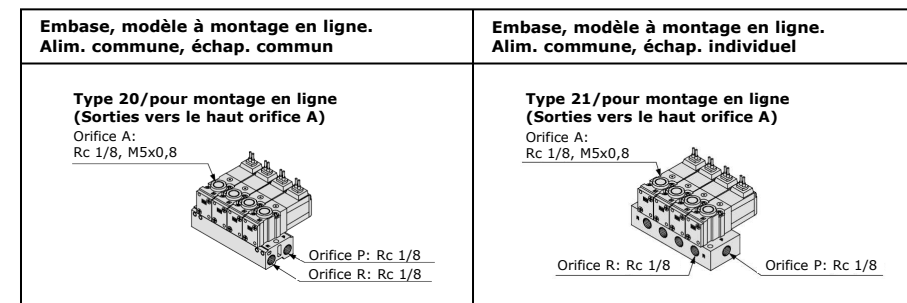 Embase, modèle à montage en ligne.
Alim. commune, échap. commun
Type 20/pour montage en ligne
(Sorties vers le haut orifice A)
Orifice A:
Rc 1/8, M5x0,8
Orifice P: Rc 1/8
Orifice R: Rc 1/8
Embase, modèle à montage en ligne.
Alim. commune, échap. individuel
Type 21/pour montage en ligne
(Sorties vers le haut orifice A)
Orifice A:
Rc 1/8, M5x0,8
Orifice R: Rc 1/8
Orifice P: Rc 1/8